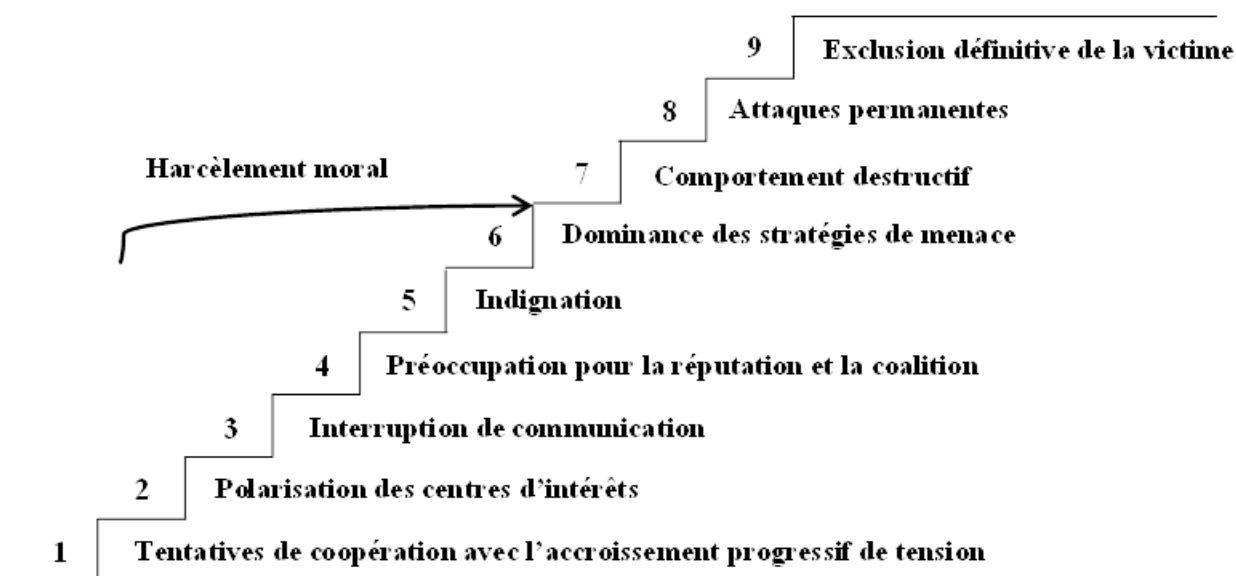 9 Exclusion définitive de la victime
8 Attaques permanentes
Harcèlement moral
7 Comportement destructif
6 Dominance des stratégies de menace
5 Indignation
4 Préoccupation pour la réputation et la coalition
3 Interruption de communication
2 Polarisation des centres d'intérêts
1 Tentatives de coopération avec l'accroissement progressif de tension